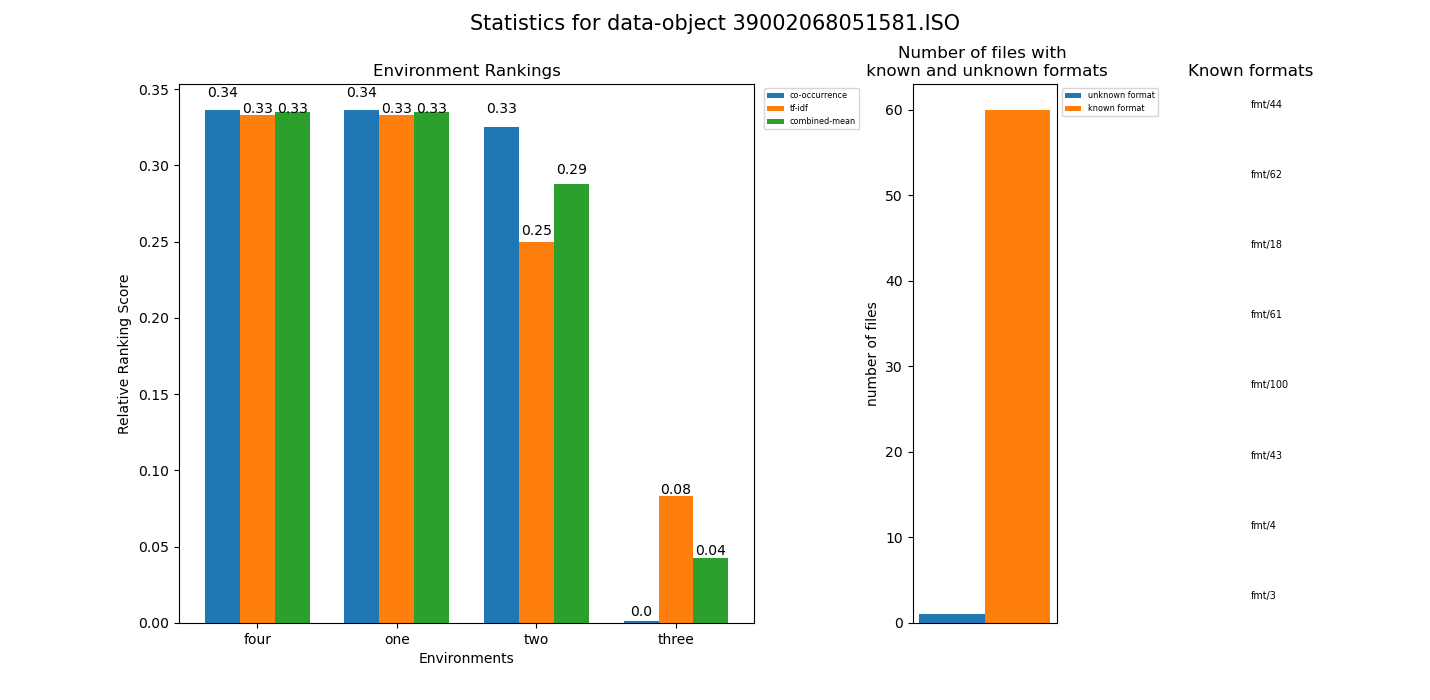 Statistics for data-object 39002068051581.ISO
Environment Rankings
0.35
0.30
0.25
0.20
0.15
0.10
0.05
0.00
Relative Ranking Score
0.34
0.33
0.33
0.34
0.33
0.33
0.33
0.25
0.29
0.0
0.08
0.04
four
one
two
three
Environments
co-occurrence
tf-idf
combined-mean
Number of files with
known and unknown formats
60
50
40
30
20
10
0
number of files
unknown format
known format
Known formats
fmt/44
fmt/62
fmt/18
fmt/61
fmt/100
fmt/43
fmt/4
fmt/3